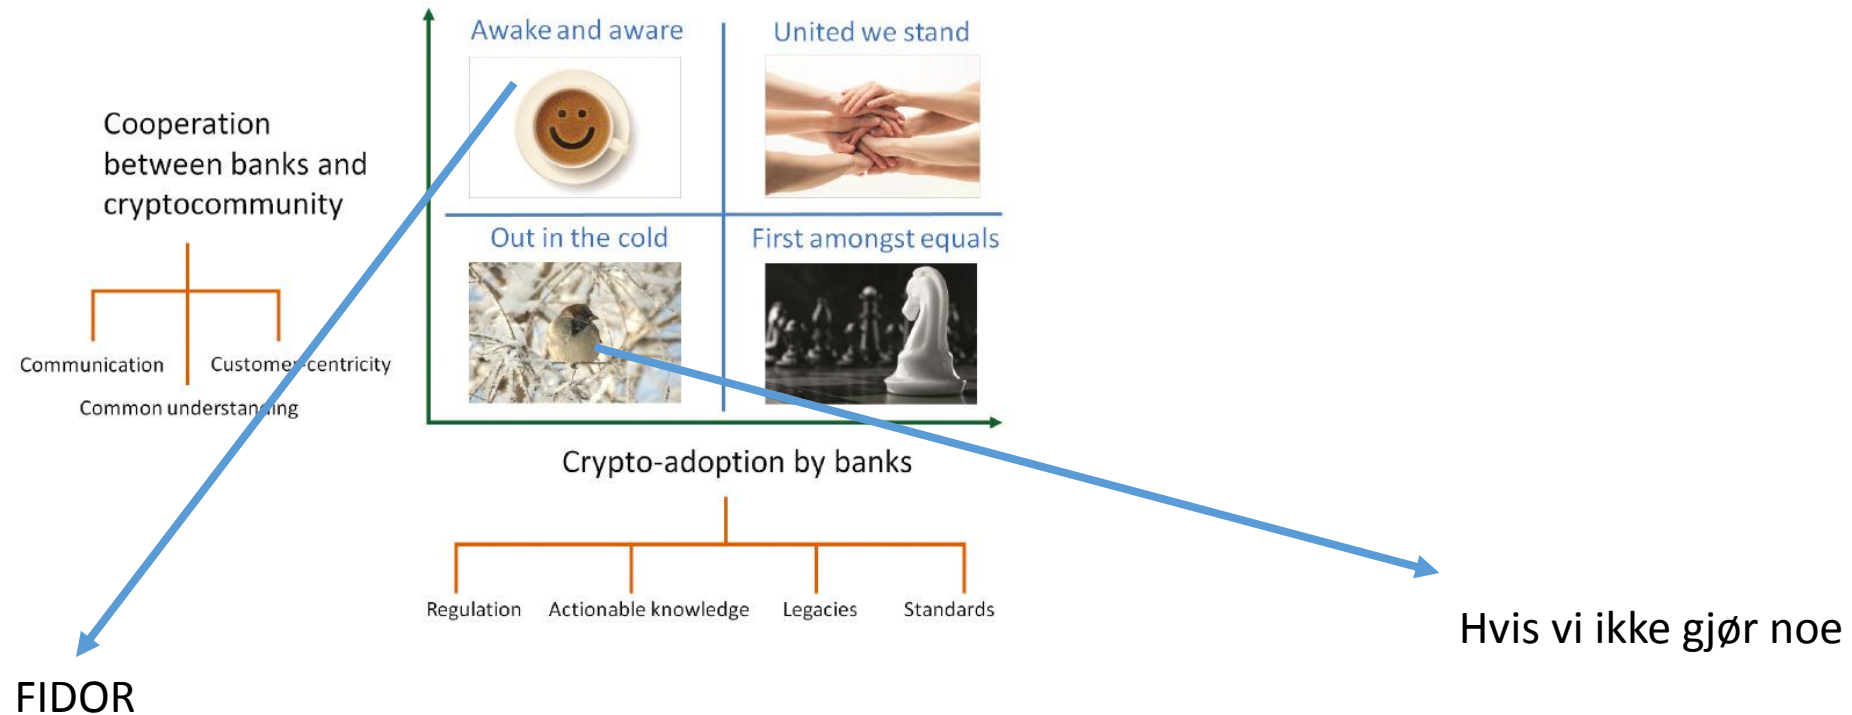 Awake and aware
United we stand
Cooperation
between banks and
cryptocommunity
Out in the cold
First amongst equals
Communication
Customer-centricity
Common understanding
Crypto-adoption by banks
Regulation
Actionable knowledge
Legacies
Standards
Hvis vi ikke gjør noe
FIDOR